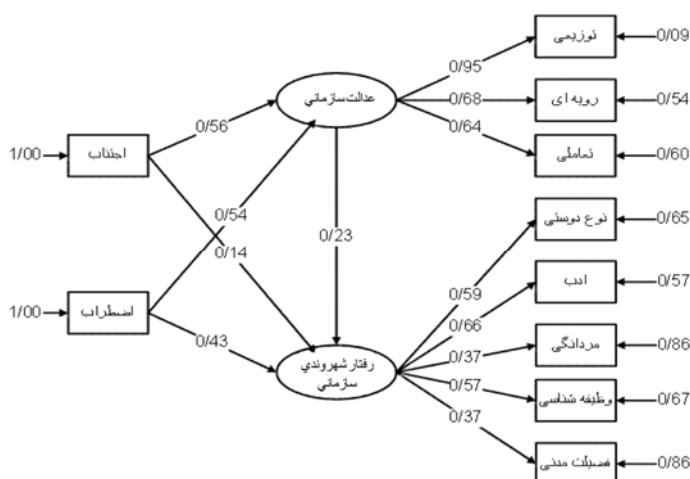 توزیعی
0/09
0/95
عدالت سازماني
رویه ای
0/54
0/68
0/56
0/64
تعاملی
0/60
1/00
اجتناب
نوع دوستی
0/65
0/54
0/23
0/14
0/59
ادب
0/57
0/66
1/00
اضطراب
0/43
مردانگی
0/86
0/37
رفتار شهروندي
سازماني
0/57
وظیفه شناسی
0/67
0/37
فضیلت مدنی
0/86